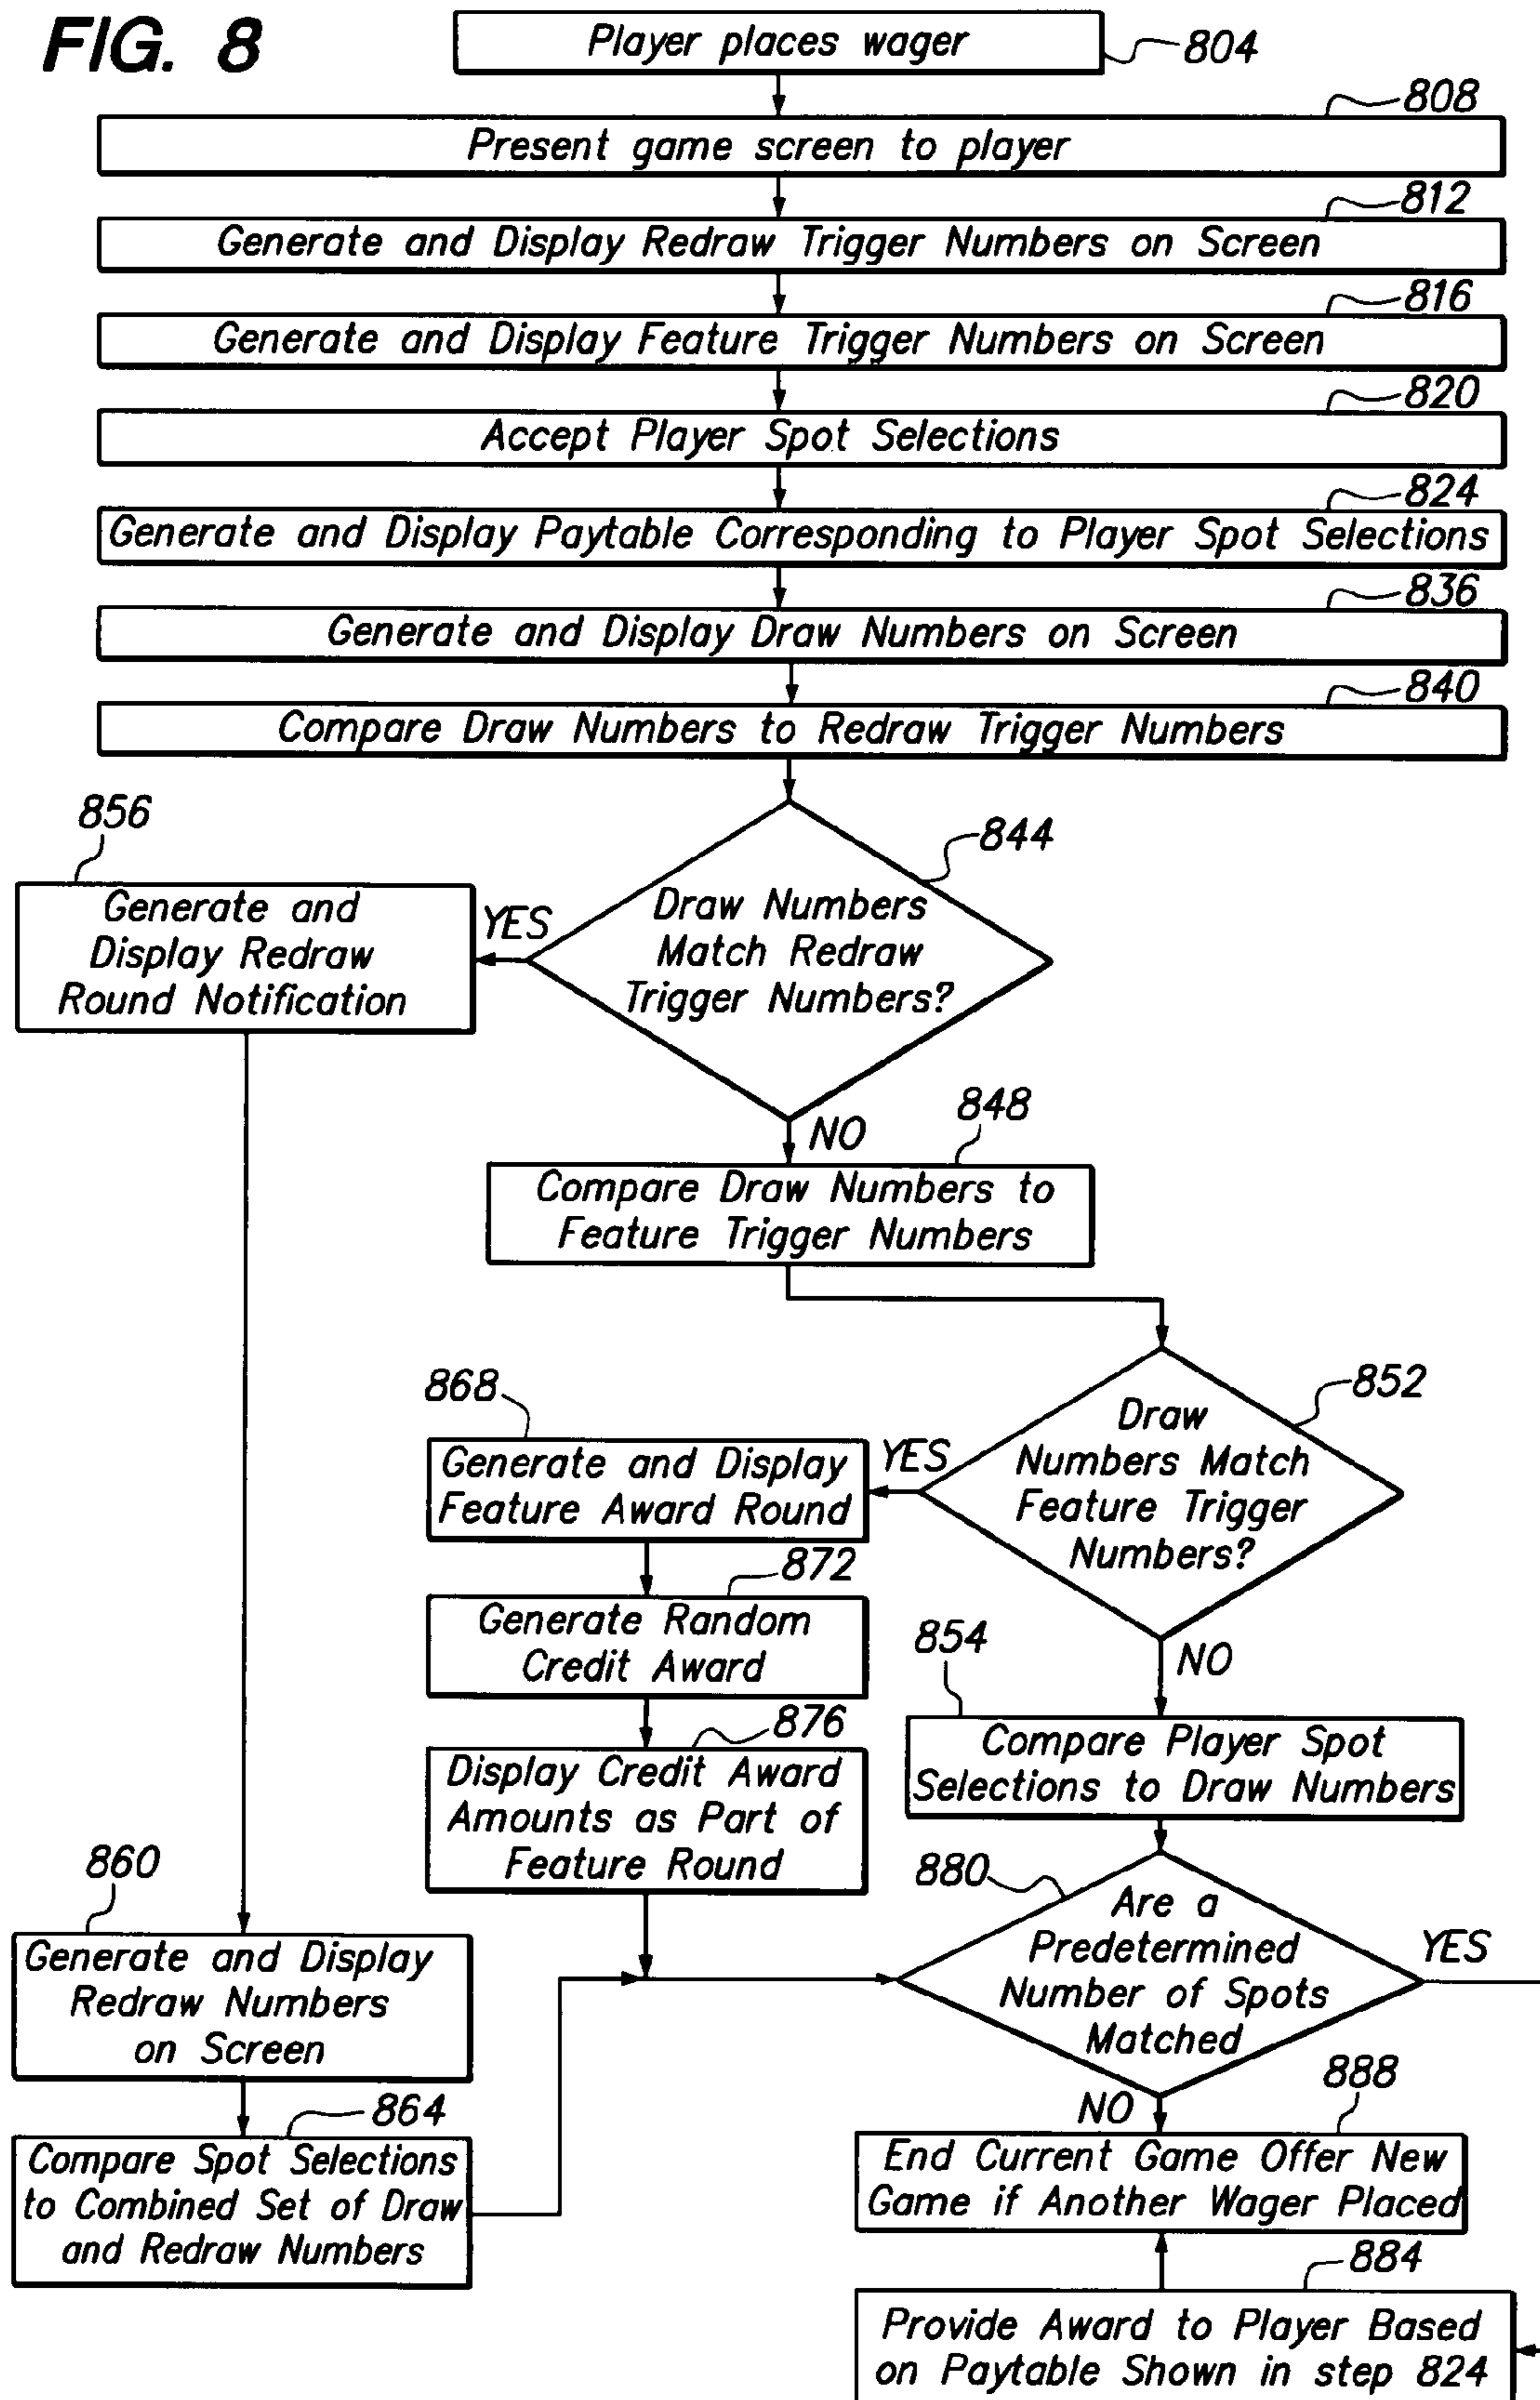 FIG. 8
Player places wager
804
808
Present game screen to player
812
Generate and Display Redraw Trigger Numbers on Screen
816
Generate and Display Feature Trigger Numbers on Screen
820
Accept Player Spot Selections
824
Generate and Display Paytable Corresponding to Player Spot Selections
836
Generate and Display Draw Numbers on Screen
840
Compare Draw Numbers to Redraw Trigger Numbers
856
844
Generate and
Display Redraw
Round Notification
YES
Draw Numbers
Match Redraw
Trigger Numbers?
NO
848
Compare Draw Numbers to
Feature Trigger Numbers
868
852
Generate and Display
Feature Award Round
YES
Draw
Numbers Match
Feature Trigger
Numbers?
872
Generate Random
Credit Award
854
NO
876
Display Credit Award
Amounts as Part of
Feature Round
Compare Player Spot
Selections to Draw Numbers
860
880
Are a
Predetermined
Number of Spots
Matched
YES
Generate and Display
Redraw Numbers
on Screen
NO
888
864
Compare Spot Selections
to Combined Set of Draw
and Redraw Numbers
End Current Game Offer New
Game if Another Wager Placed
884
Provide Award to Player Based
on Paytable Shown in step 824